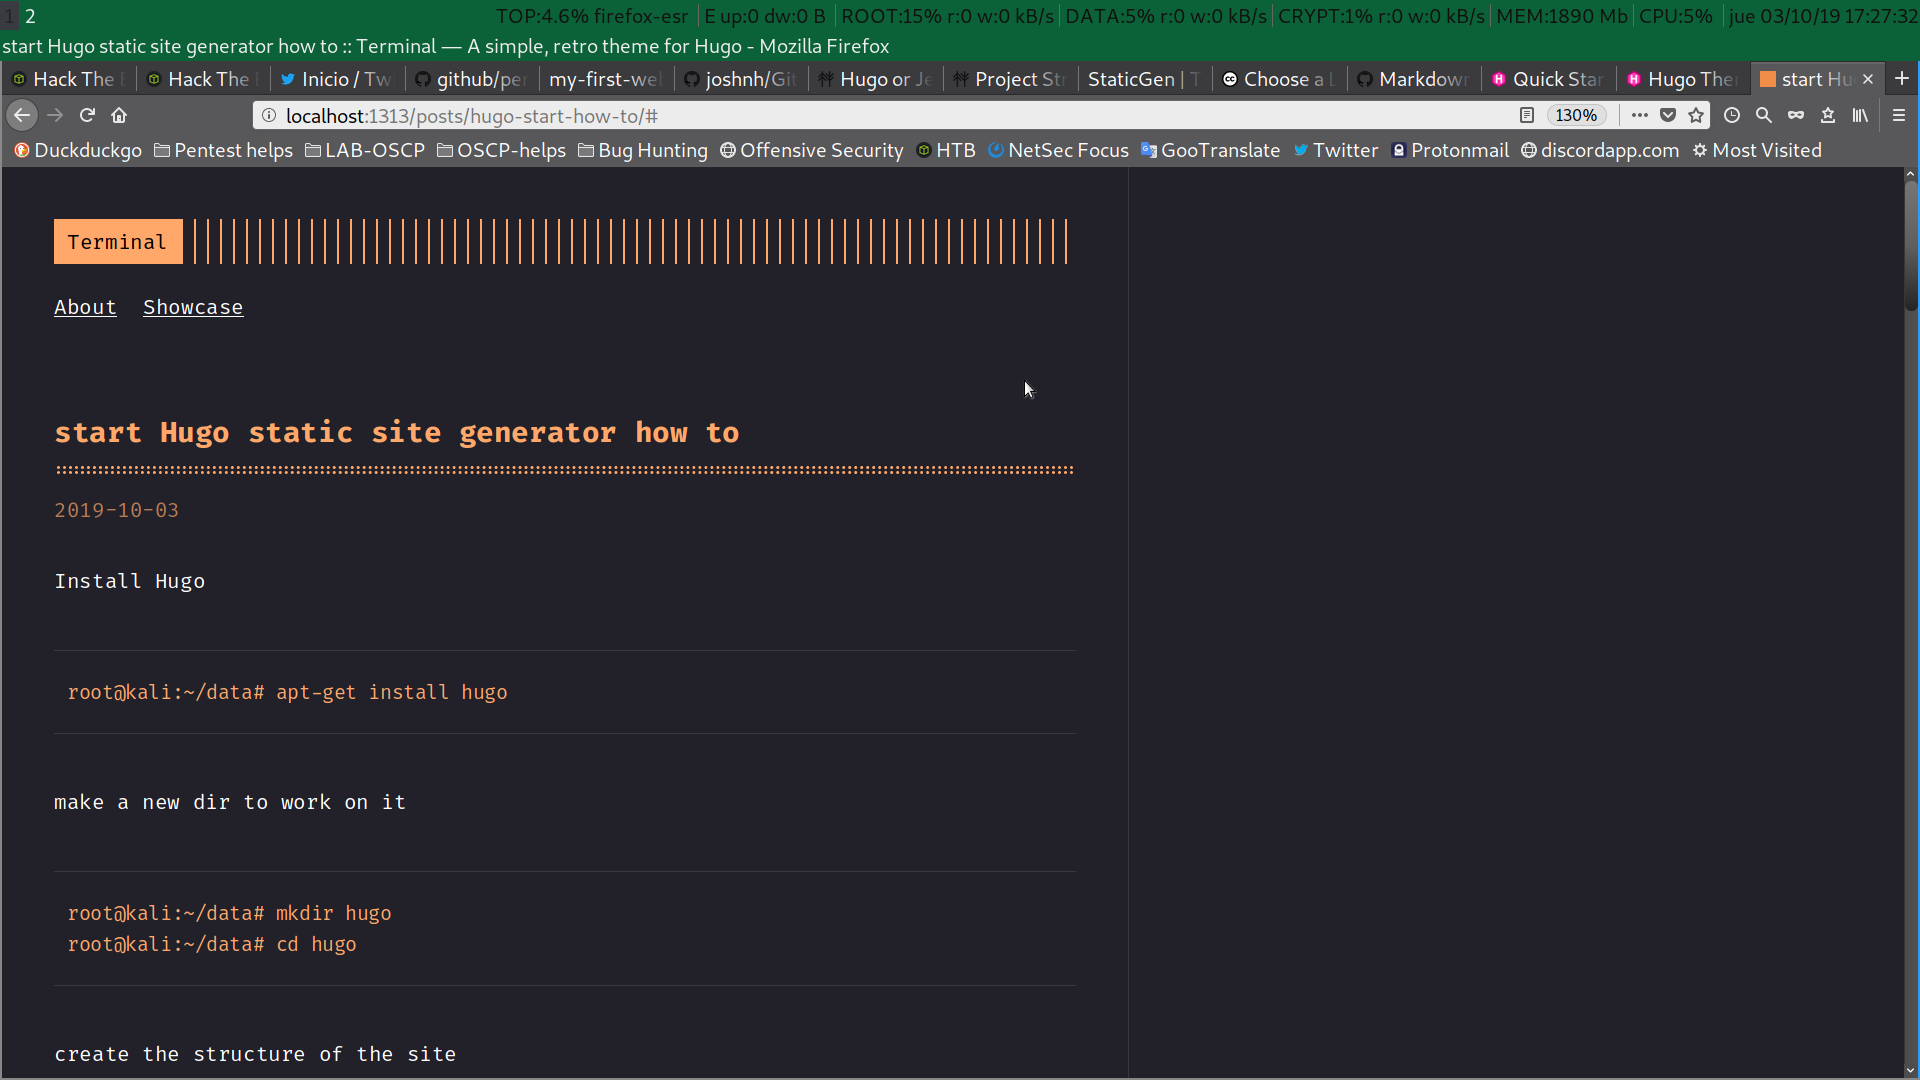 1 2 TOP:4.6% firefox-esr E up:0 dw:0 B ROOT:15% r:0 w:0 kB/s DATA:5% r:0 w:0 kB/s CRYPT:1% r:0 w:0 kB/s MEM:1890 Mb CPU:5% jue 03/10/19 17:27:32
start Hugo static site generator how to :: Terminal — A simple, retro theme for Hugo - Mozilla Firefox
Hack The Hack The Inicio / Tw github/per my-first-we joshnh/Git Hugo or Je Project Str StaticGen | T Choose a L Markdown Quick Star Hugo The start Hu
localhost:1313/posts/hugo-start-how-to/# 130%
Duckduckgo Pentest helps LAB-OSCP OSCP-helps Bug Hunting Offensive Security HTB NetSec Focus GooTranslate Twitter Protonmail discordapp.com Most Visited
Terminal
About Showcase
start Hugo static site generator how to
2019-10-03
Install Hugo
root@kali:~/data# apt-get install hugo
make a new dir to work on it
root@kali:~/data# mkdir hugo
root@kali:~/data# cd hugo
create the structure of the site